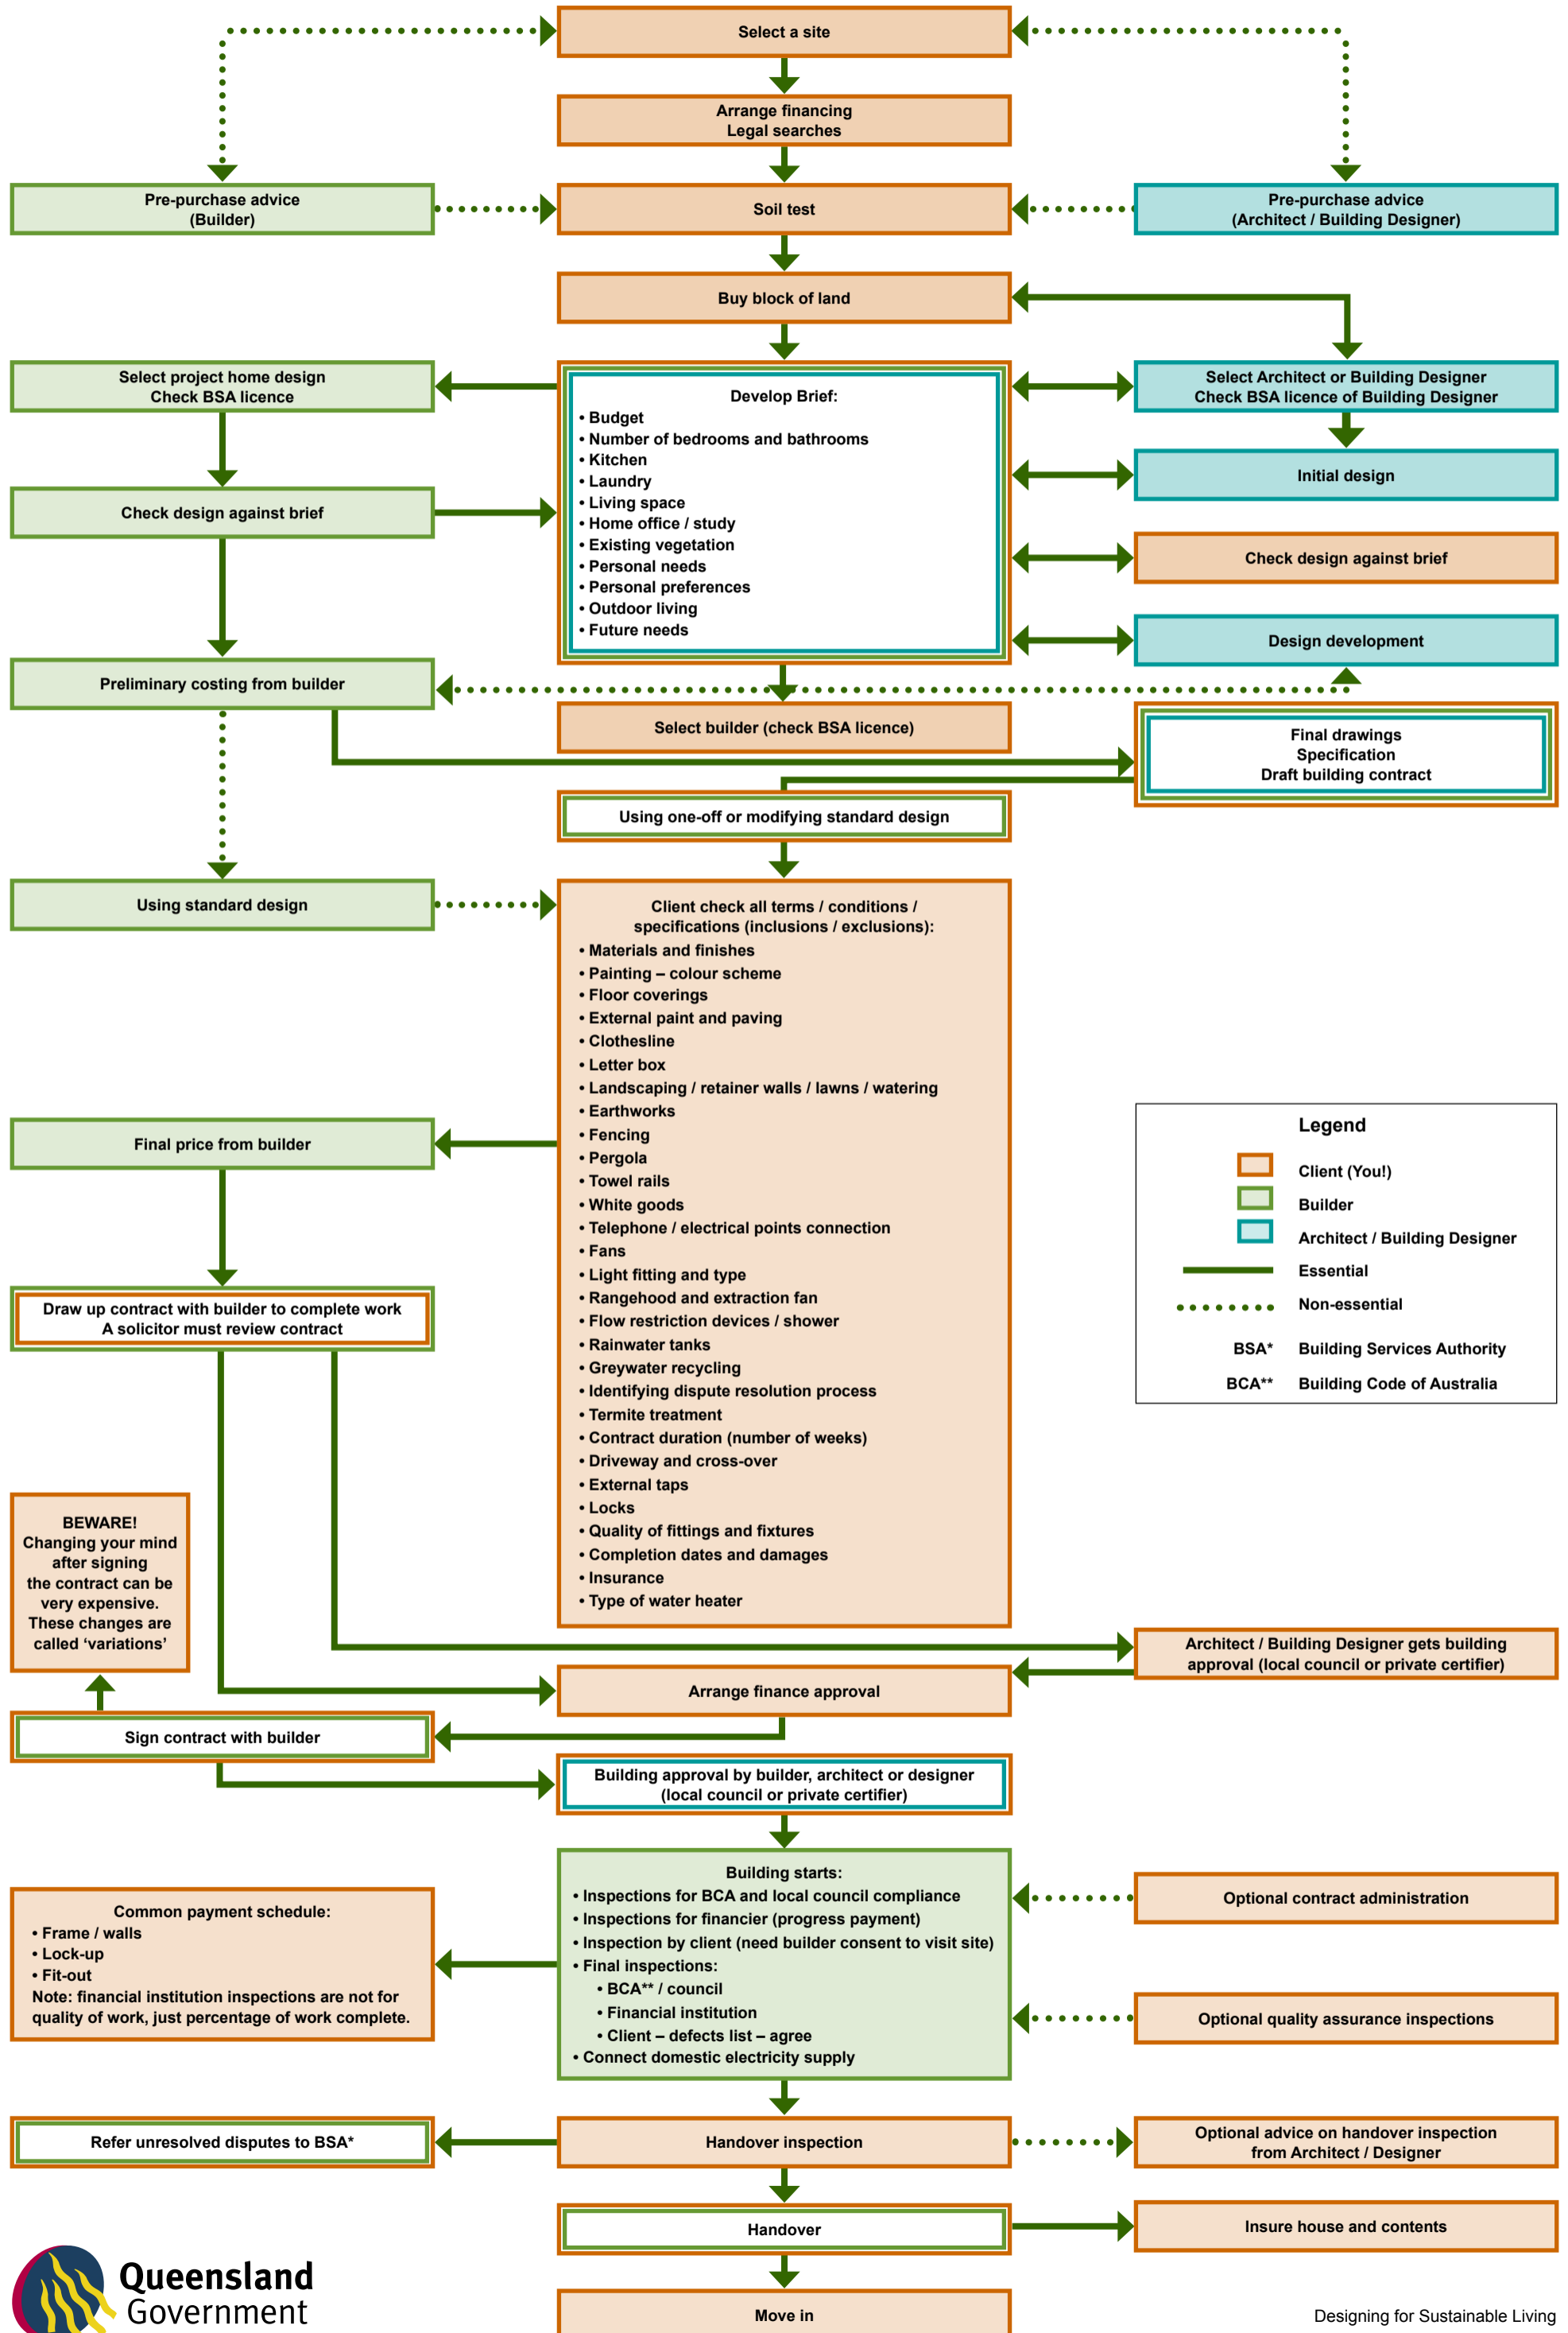 Select a site
Arrange financing
Legal searches
Pre-purchase advice
(Builder)
Soil test
Pre-purchase advice
(Architect / Building Designer)
Buy block of land
Select project home design
Check BSA licence
Develop Brief:
• Budget
• Number of bedrooms and bathrooms
• Kitchen
• Laundry
• Living space
• Home office / study
• Existing vegetation
• Personal needs
• Personal preferences
• Outdoor living
• Future needs
Select Architect or Building Designer
Check BSA licence of Building Designer
Initial design
Check design against brief
Check design against brief
Design development
Preliminary costing from builder
Select builder (check BSA licence)
Final drawings
Specification
Draft building contract
Using one-off or modifying standard design
Using standard design
Client check all terms / conditions /
specifications (inclusions / exclusions):
• Materials and finishes
• Painting – colour scheme
• Floor coverings
• External paint and paving
• Clothesline
• Letter box
• Landscaping / retainer walls / lawns / watering
• Earthworks
• Fencing
• Pergola
• Towel rails
• White goods
• Telephone / electrical points connection
• Fans
• Light fitting and type
• Rangehood and extraction fan
• Flow restriction devices / shower
• Rainwater tanks
• Greywater recycling
• Identifying dispute resolution process
• Termite treatment
• Contract duration (number of weeks)
• Driveway and cross-over
• External taps
• Locks
• Quality of fittings and fixtures
• Completion dates and damages
• Insurance
• Type of water heater
Final price from builder
Legend
Client (You!)
Builder
Architect / Building Designer
Essential
Non-essential
BSA* Building Services Authority
BCA** Building Code of Australia
Draw up contract with builder to complete work
A solicitor must review contract
BEWARE!
Changing your mind
after signing
the contract can be
very expensive.
These changes are
called ‘variations’
Architect / Building Designer gets building
approval (local council or private certifier)
Arrange finance approval
Sign contract with builder
Building approval by builder, architect or designer
(local council or private certifier)
Building starts:
• Inspections for BCA and local council compliance
• Inspections for financier (progress payment)
• Inspection by client (need builder consent to visit site)
• Final inspections:
• BCA** / council
• Financial institution
• Client – defects list – agree
• Connect domestic electricity supply
Common payment schedule:
• Frame / walls
• Lock-up
• Fit-out
Note: financial institution inspections are not for
quality of work, just percentage of work complete.
Optional contract administration
Optional quality assurance inspections
Refer unresolved disputes to BSA*
Handover inspection
Optional advice on handover inspection
from Architect / Designer
Handover
Insure house and contents
Queensland
Government
Move in
Designing for Sustainable Living